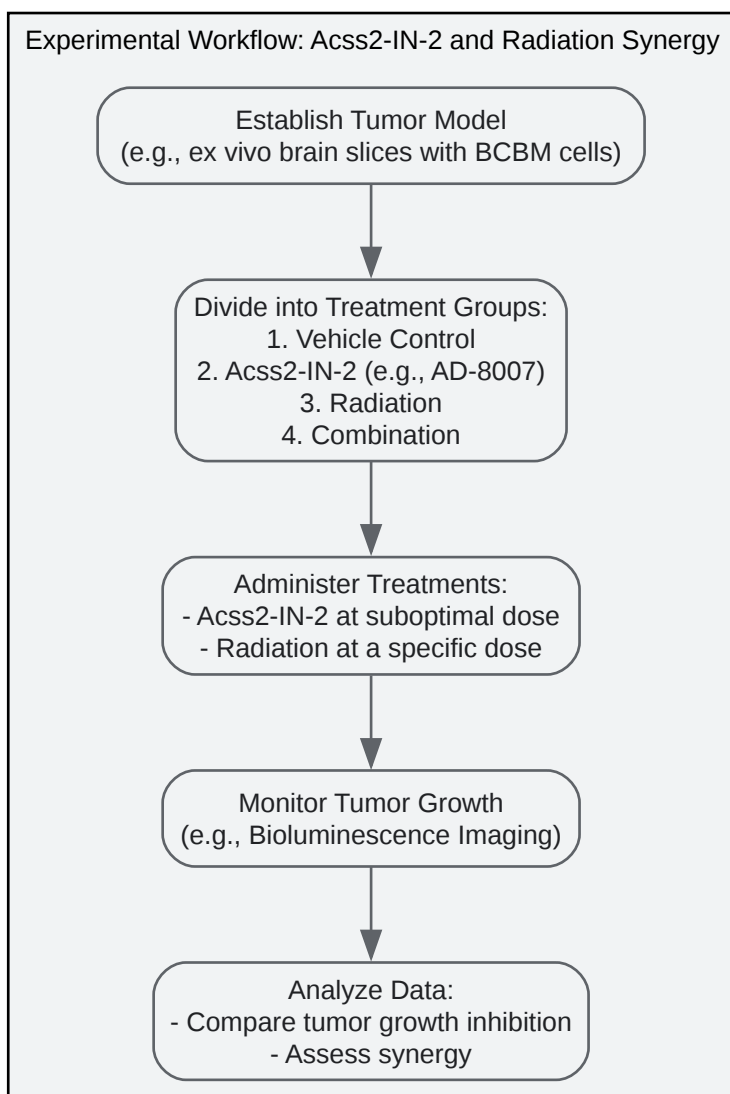 Experimental Workflow: Acss2-IN-2 and Radiation Synergy
Establish Tumor Model
(e.g., ex vivo brain slices with BCBM cells)
Divide into Treatment Groups:
1. Vehicle Control
2. Acss2-IN-2 (e.g., AD-8007)
3. Radiation
4. Combination
Administer Treatments:
- Acss2-IN-2 at suboptimal dose
- Radiation at a specific dose
Monitor Tumor Growth
(e.g., Bioluminescence Imaging)
Analyze Data:
- Compare tumor growth inhibition
- Assess synergy